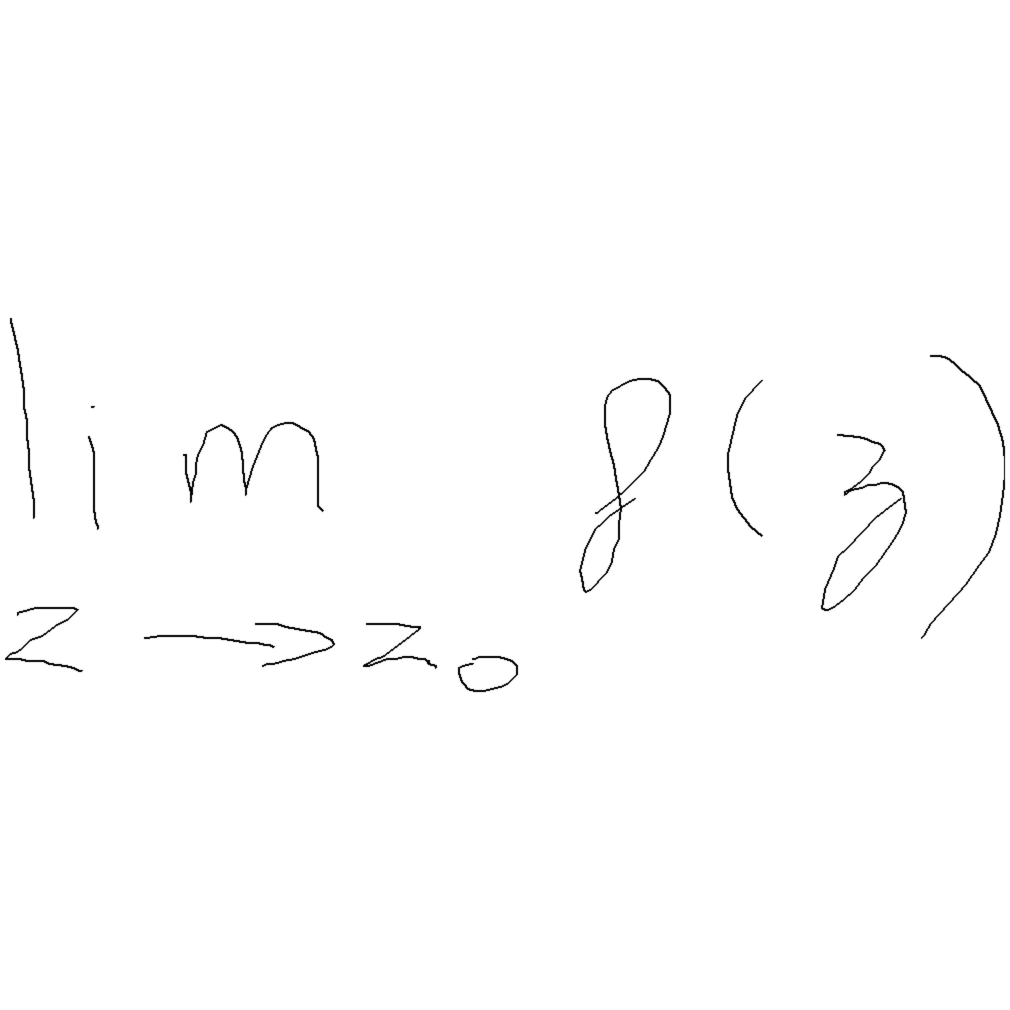 lim f(z)
z → z₀